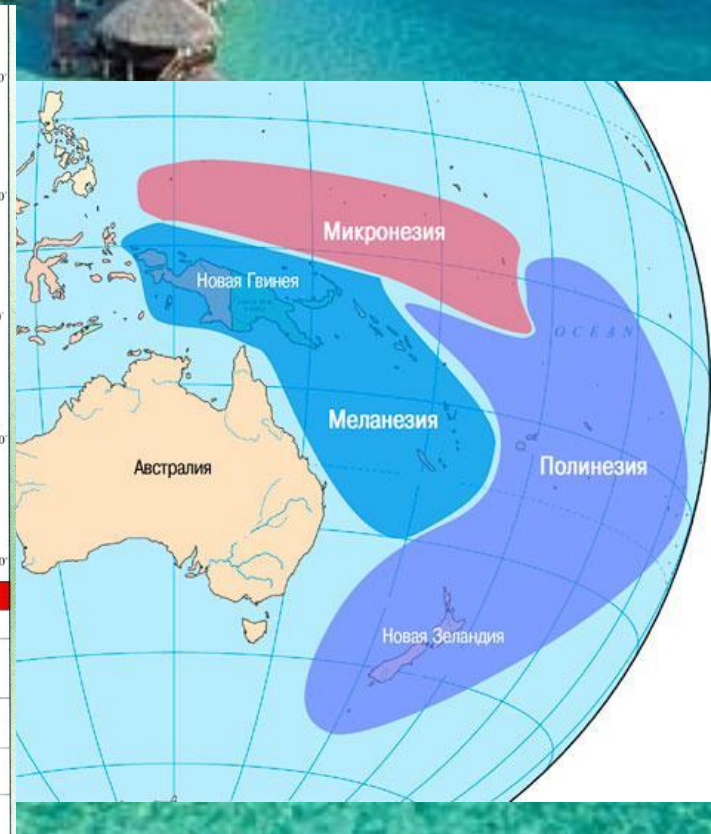 Микронезия
Новая Гвинея
OCEAN
Меланезия
Австралия
Полинезия
Новая Зеландия